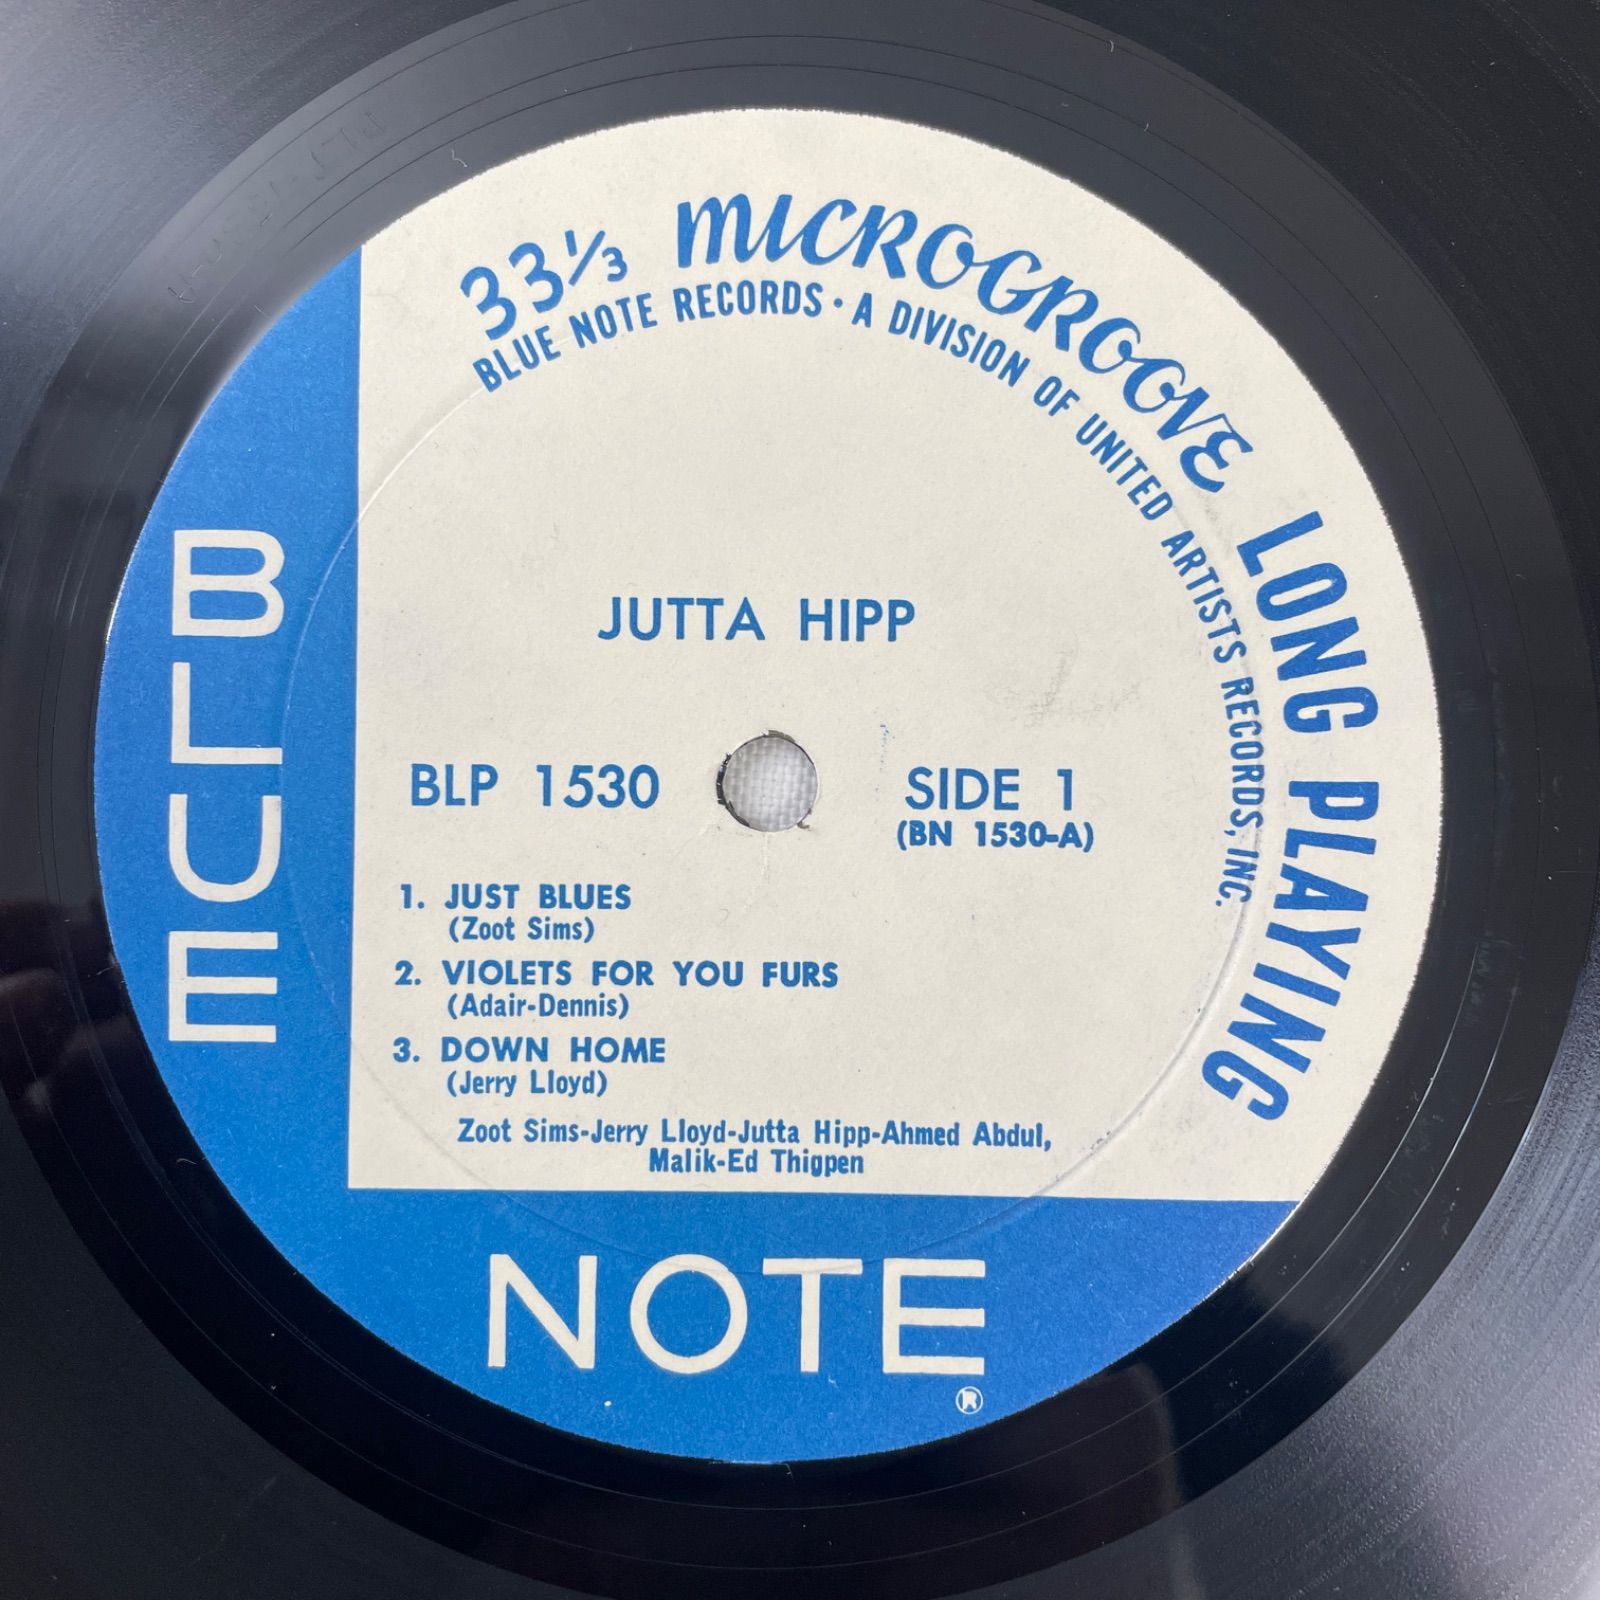 33 1/3 MICROGROOVE LONG PLAYING
BLUE NOTE RECORDS · A DIVISION OF UNITED ARTISTS RECORDS, INC.
JUTTA HIPP
BLP 1530
SIDE 1
(BN 1530-A)
1. JUST BLUES
(Zoot Sims)
2. VIOLETS FOR YOU FURS
(Adair-Dennis)
3. DOWN HOME
(Jerry Lloyd)
Zoot Sims-Jerry Lloyd-Jutta Hipp-Ahmed Abdul,
Malik-Ed Thigpen
BLUE
NOTE
®